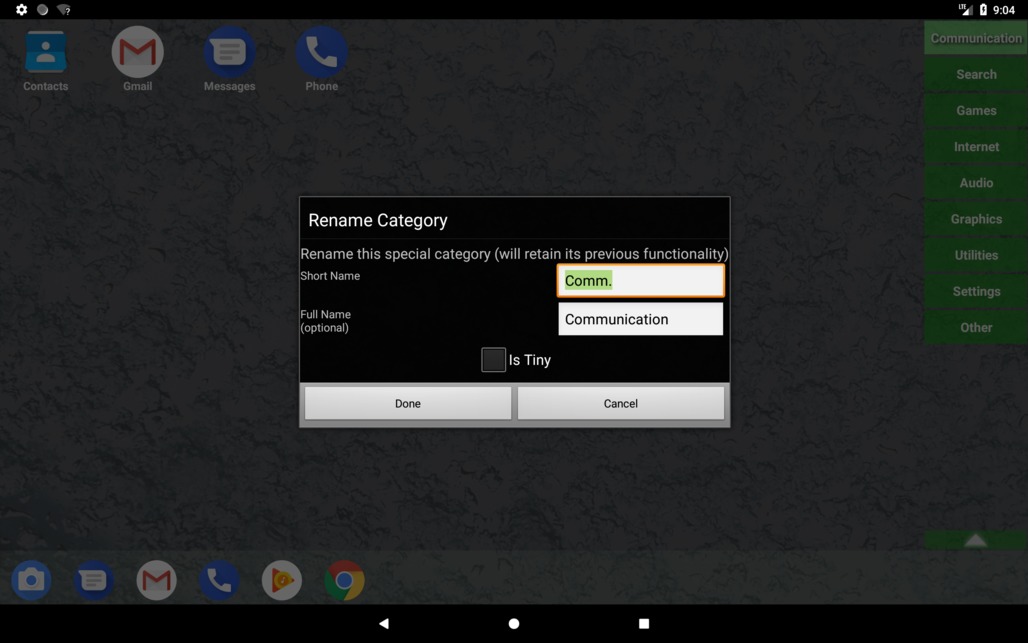 LTE 9:04
Contacts
Gmail
Messages
Phone
Communication
Search
Games
Internet
Audio
Graphics
Utilities
Settings
Other
Rename Category
Rename this special category (will retain its previous functionality)
Short Name
Comm.
Full Name
(optional)
Communication
Is Tiny
Done
Cancel